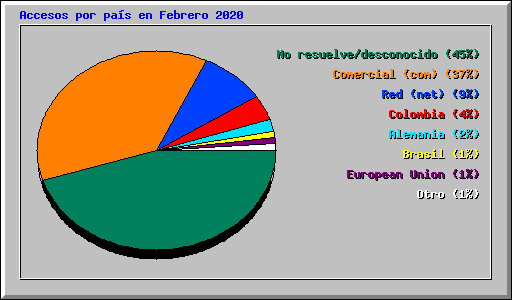 Accesos por país en Febrero 2020
No resuelve/desconocido (45%)
Comercial (com) (37%)
Red (net) (9%)
Colombia (4%)
Alemania (2%)
Brasil (1%)
European Union (1%)
Otro (1%)